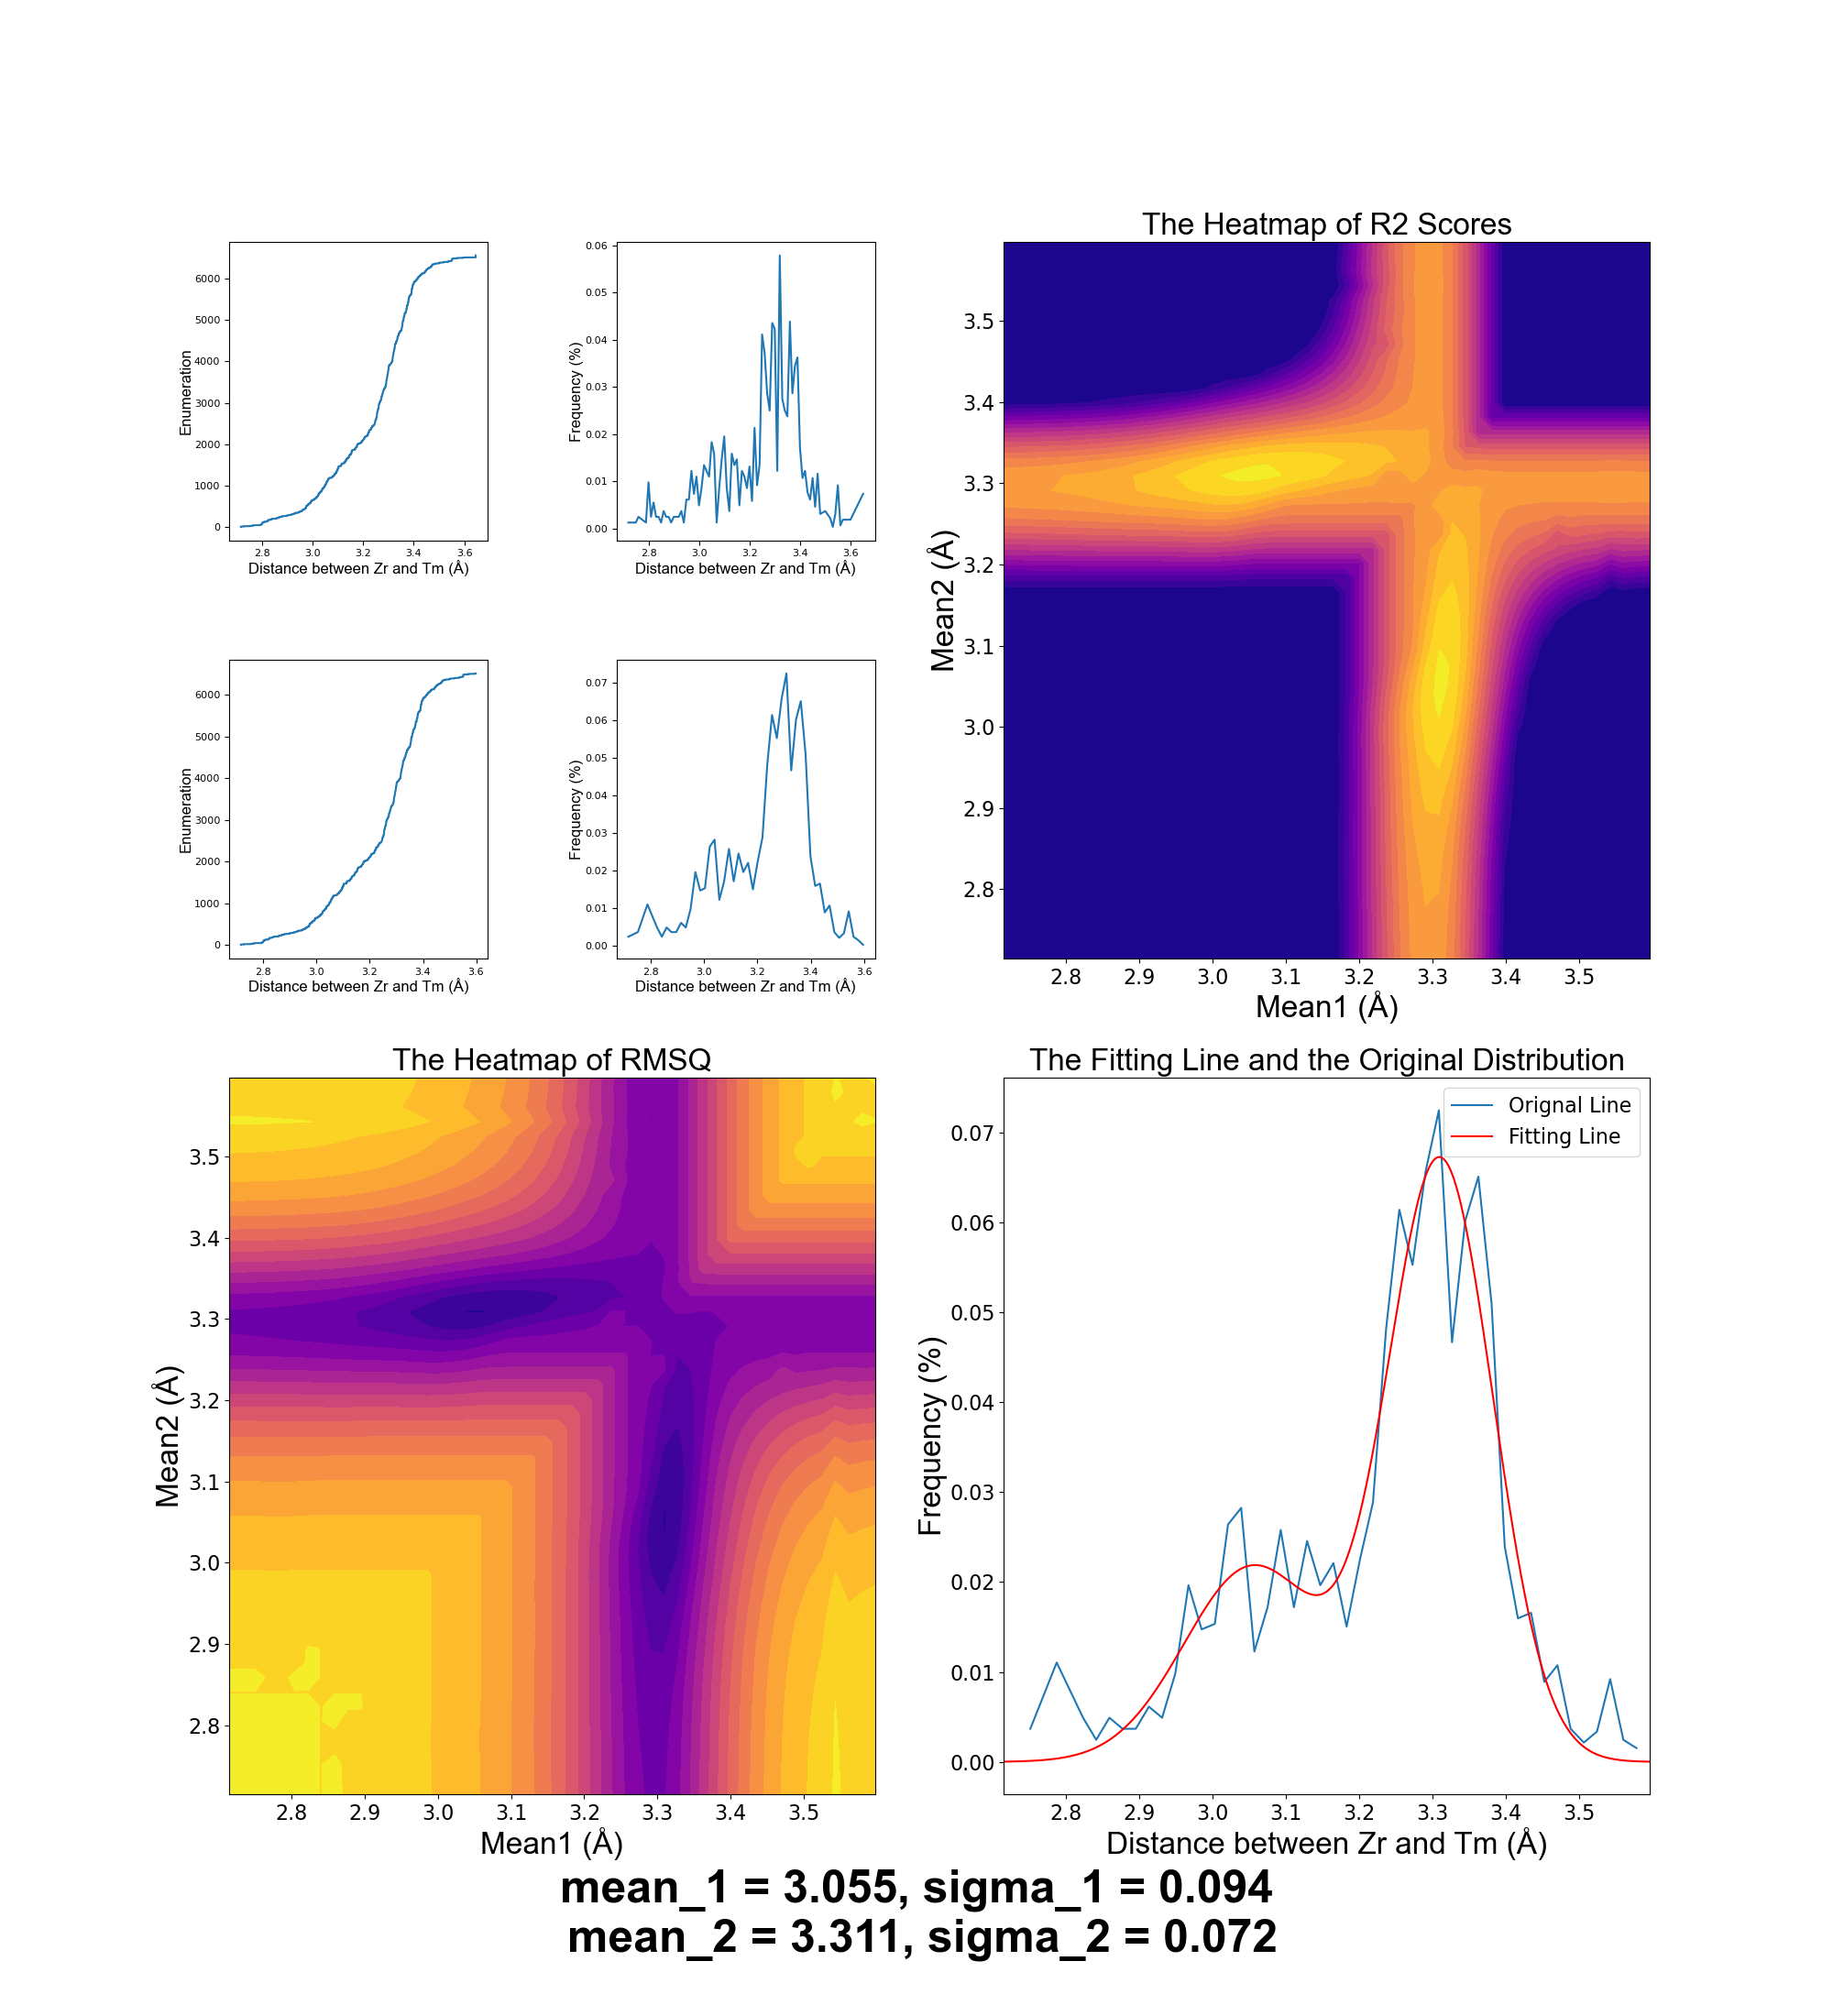 The Heatmap of R2 Scores
Enumeration
6000
5000
4000
3000
2000
1000
0
2.8 3.0 3.2 3.4 3.6
Distance between Zr and Tm (Å)
Frequency (%)
0.06
0.05
0.04
0.03
0.02
0.01
0.00
2.8 3.0 3.2 3.4 3.6
Distance between Zr and Tm (Å)
Mean2 (Å)
3.5
3.4
3.3
3.2
3.1
3.0
2.9
2.8
2.8 2.9 3.0 3.1 3.2 3.3 3.4 3.5
Mean1 (Å)
Enumeration
6000
5000
4000
3000
2000
1000
0
2.8 3.0 3.2 3.4 3.6
Distance between Zr and Tm (Å)
Frequency (%)
0.07
0.06
0.05
0.04
0.03
0.02
0.01
0.00
2.8 3.0 3.2 3.4 3.6
Distance between Zr and Tm (Å)
The Heatmap of RMSQ
Mean2 (Å)
3.5
3.4
3.3
3.2
3.1
3.0
2.9
2.8
2.8 2.9 3.0 3.1 3.2 3.3 3.4 3.5
Mean1 (Å)
The Fitting Line and the Original Distribution
Orignal Line
Fitting Line
Frequency (%)
0.07
0.06
0.05
0.04
0.03
0.02
0.01
0.00
2.8 2.9 3.0 3.1 3.2 3.3 3.4 3.5
Distance between Zr and Tm (Å)
mean_1 = 3.055, sigma_1 = 0.094
mean_2 = 3.311, sigma_2 = 0.072